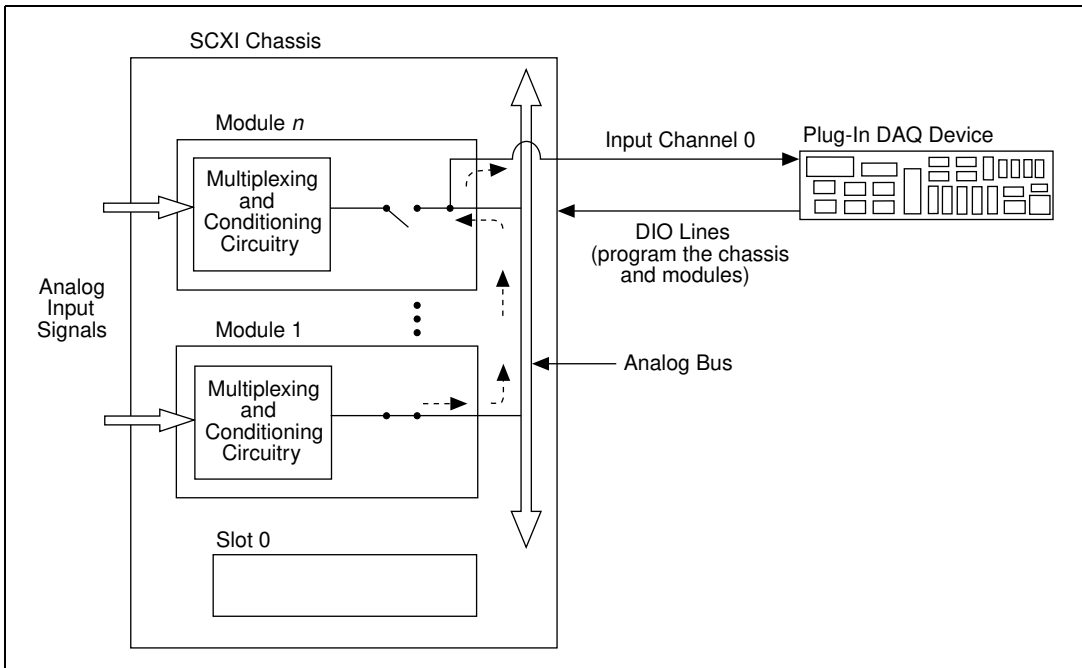 SCXI Chassis
Module n
Multiplexing
and
Conditioning
Circuitry
Input Channel 0
Plug-In DAQ Device
DIO Lines
(program the chassis
and modules)
Analog
Input
Signals
Module 1
Multiplexing
and
Conditioning
Circuitry
Analog Bus
Slot 0